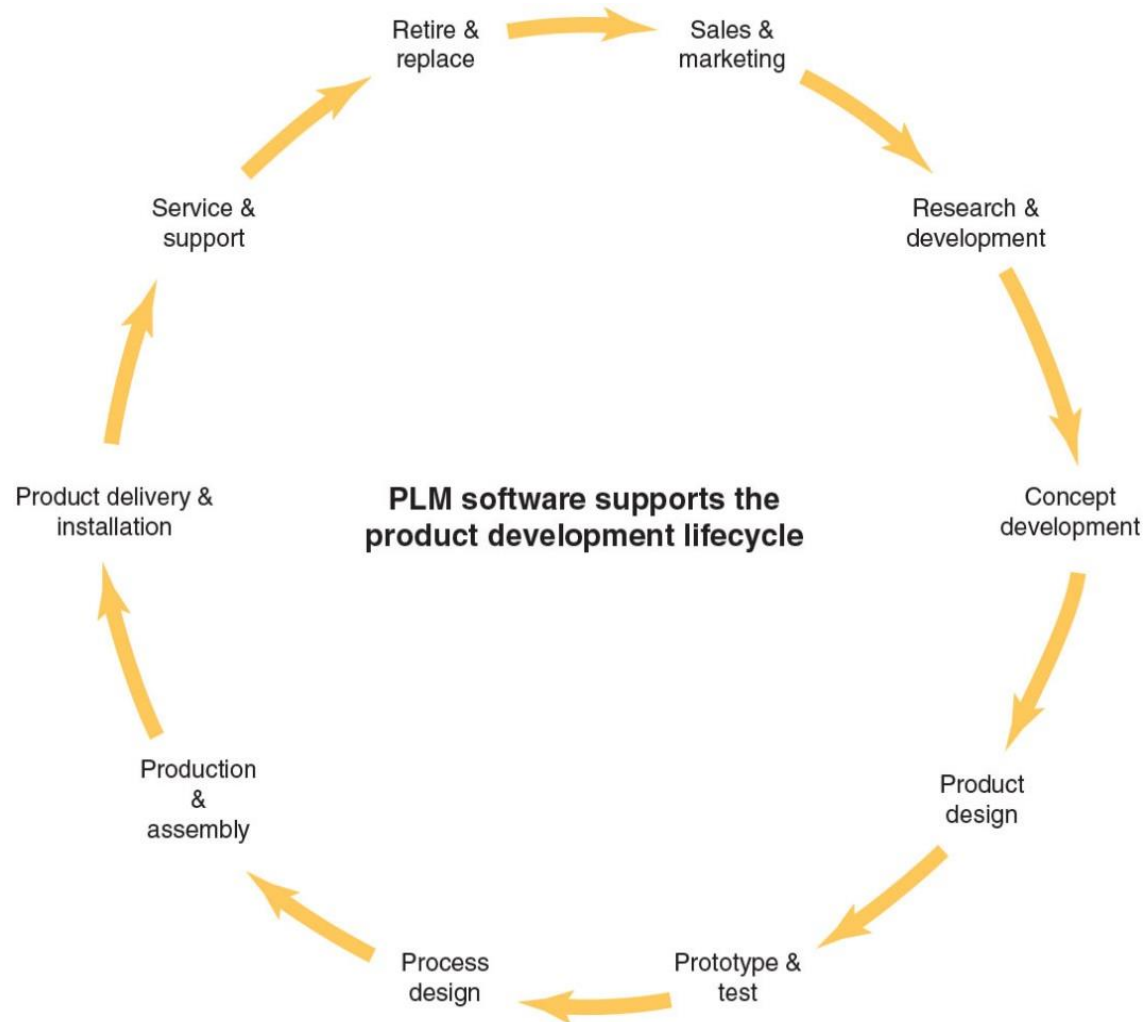 Retire &
replace
Sales &
marketing
Research &
development
Concept
development
Product
design
Prototype &
test
Process
design
Production
&
assembly
Product delivery &
installation
Service &
support
PLM software supports the
product development lifecycle